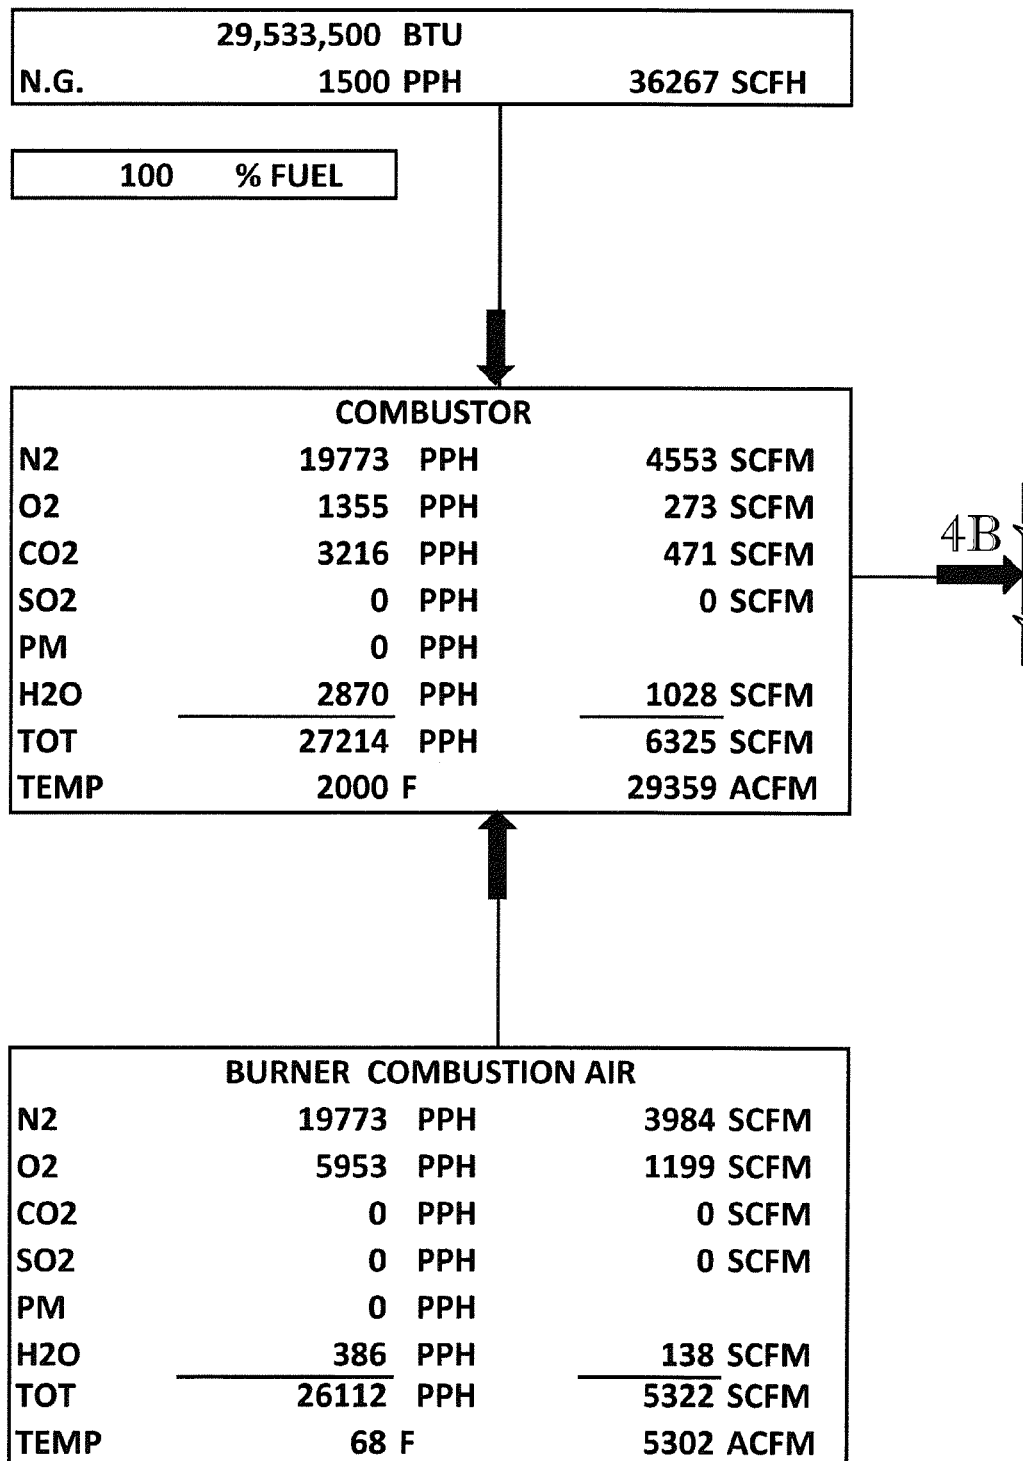 29,533,500 BTU
N.G. 1500 PPH 36267 SCFH
100 % FUEL
COMBUSTOR
N2 19773 PPH 4553 SCFM
O2 1355 PPH 273 SCFM
CO2 3216 PPH 471 SCFM
SO2 0 PPH 0 SCFM
PM 0 PPH
H2O 2870 PPH 1028 SCFM
TOT 27214 PPH 6325 SCFM
TEMP 2000 F 29359 ACFM
4B
BURNER COMBUSTION AIR
N2 19773 PPH 3984 SCFM
O2 5953 PPH 1199 SCFM
CO2 0 PPH 0 SCFM
SO2 0 PPH 0 SCFM
PM 0 PPH
H2O 386 PPH 138 SCFM
TOT 26112 PPH 5322 SCFM
TEMP 68 F 5302 ACFM